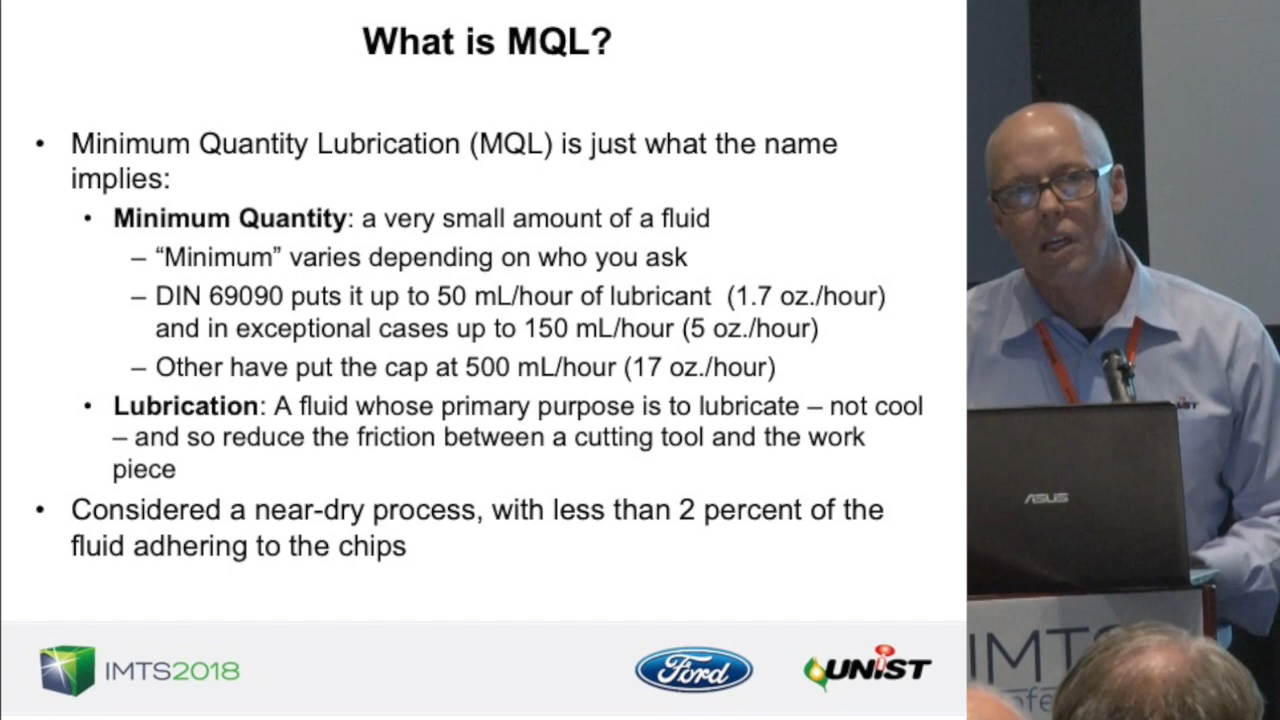 What is MQL?
• Minimum Quantity Lubrication (MQL) is just what the name
implies:
• Minimum Quantity: a very small amount of a fluid
– “Minimum” varies depending on who you ask
– DIN 69090 puts it up to 50 mL/hour of lubricant (1.7 oz./hour)
and in exceptional cases up to 150 mL/hour (5 oz./hour)
– Other have put the cap at 500 mL/hour (17 oz./hour)
• Lubrication: A fluid whose primary purpose is to lubricate – not cool
– and so reduce the friction between a cutting tool and the work
piece
• Considered a near-dry process, with less than 2 percent of the
fluid adhering to the chips
IMTS2018
Ford
UNIST
ASUS
IMTS